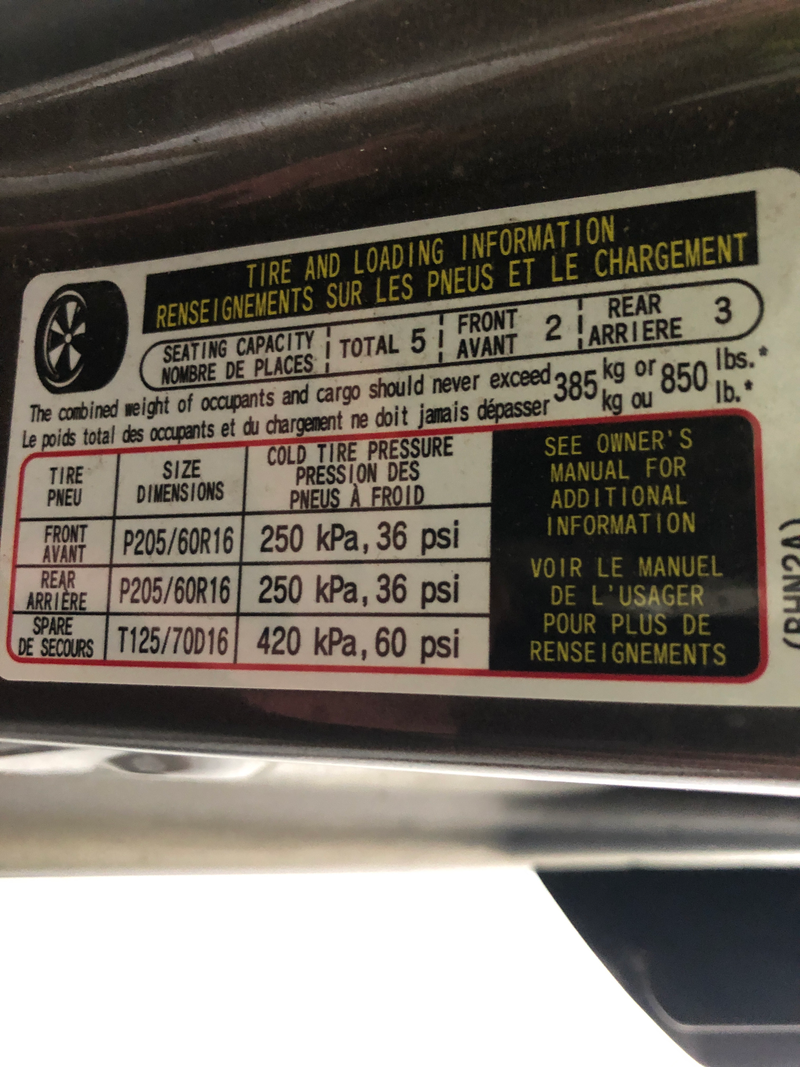 TIRE AND LOADING INFORMATION
RENSEIGNEMENTS SUR LES PNEUS ET LE CHARGEMENT
SEATING CAPACITY
NOMBRE DE PLACES
TOTAL 5
FRONT
AVANT
2
REAR
ARRIERE
3
The combined weight of occupants and cargo should never exceed
Le poids total des occupants et du chargement ne doit jamais dépasser
385 kg or 850 lbs.*
kg ou lb.*
TIRE
PNEU
SIZE
DIMENSIONS
COLD TIRE PRESSURE
PRESSION DES
PNEUS À FROID
FRONT
AVANT
P205/60R16
250 kPa, 36 psi
REAR
ARRIÈRE
P205/60R16
250 kPa, 36 psi
SPARE
DE SECOURS
T125/70D16
420 kPa, 60 psi
SEE OWNER'S
MANUAL FOR
ADDITIONAL
INFORMATION
VOIR LE MANUEL
DE L'USAGER
POUR PLUS DE
RENSEIGNEMENTS